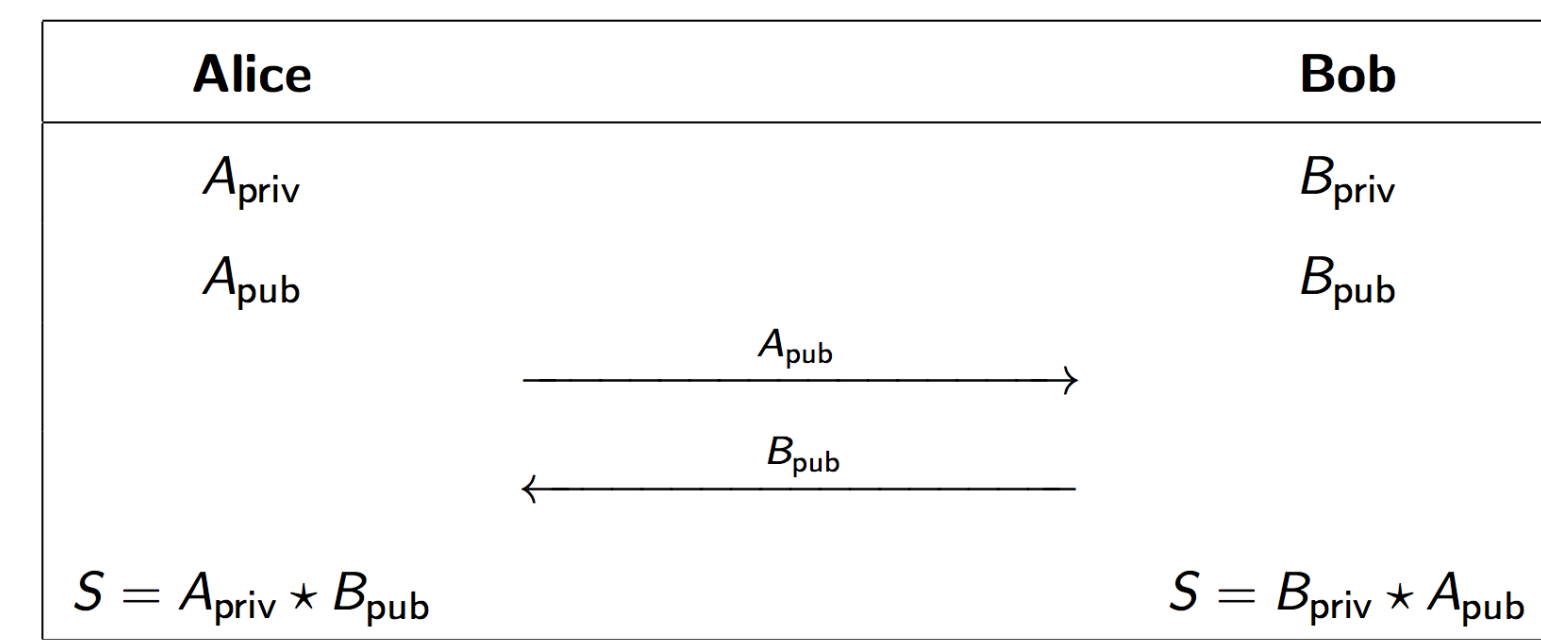 Alice Bob
A_priv B_priv
A_pub B_pub
A_pub
B_pub
S = A_priv ⋆ B_pub S = B_priv ⋆ A_pub